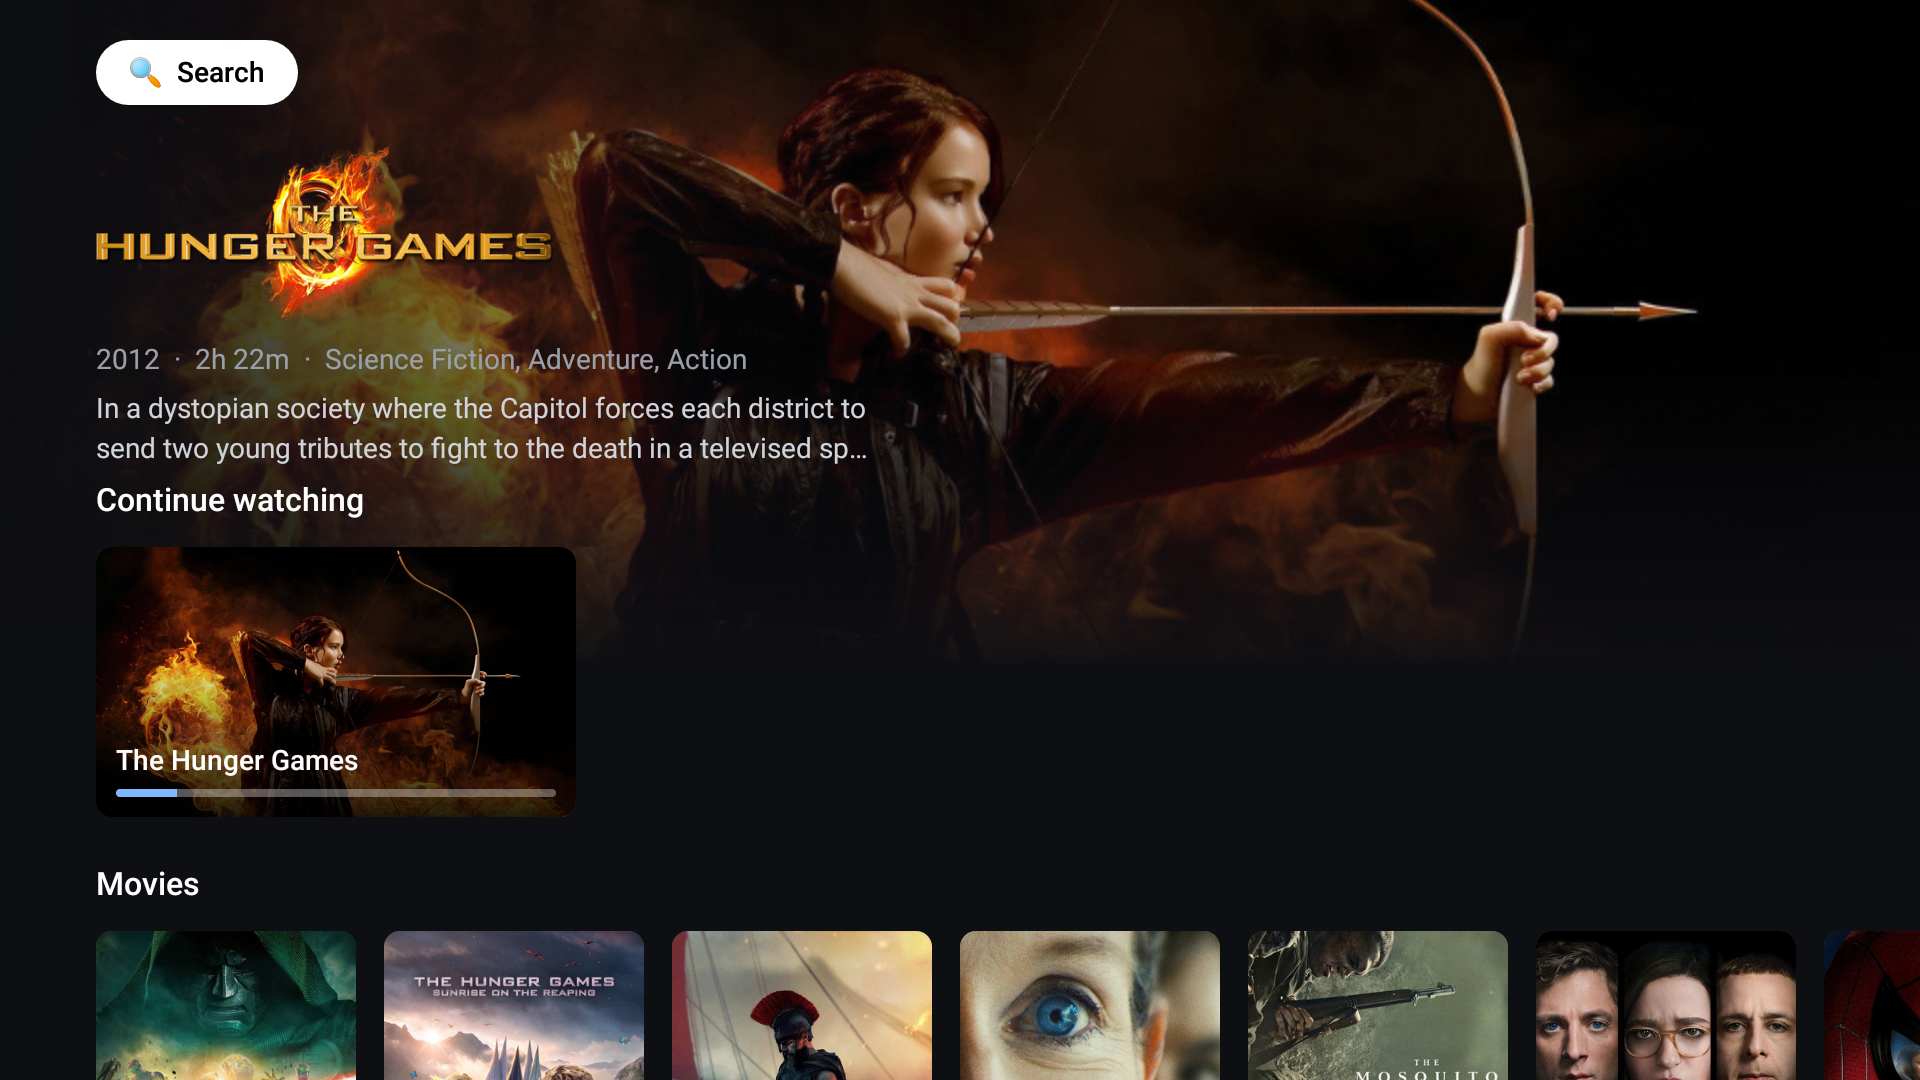 Search
THE
HUNGER GAMES
2012 · 2h 22m · Science Fiction, Adventure, Action
In a dystopian society where the Capitol forces each district to
send two young tributes to fight to the death in a televised sp…
Continue watching
The Hunger Games
Movies
THE HUNGER GAMES
SUNRISE ON THE REAPING
THE
MOSQUITO